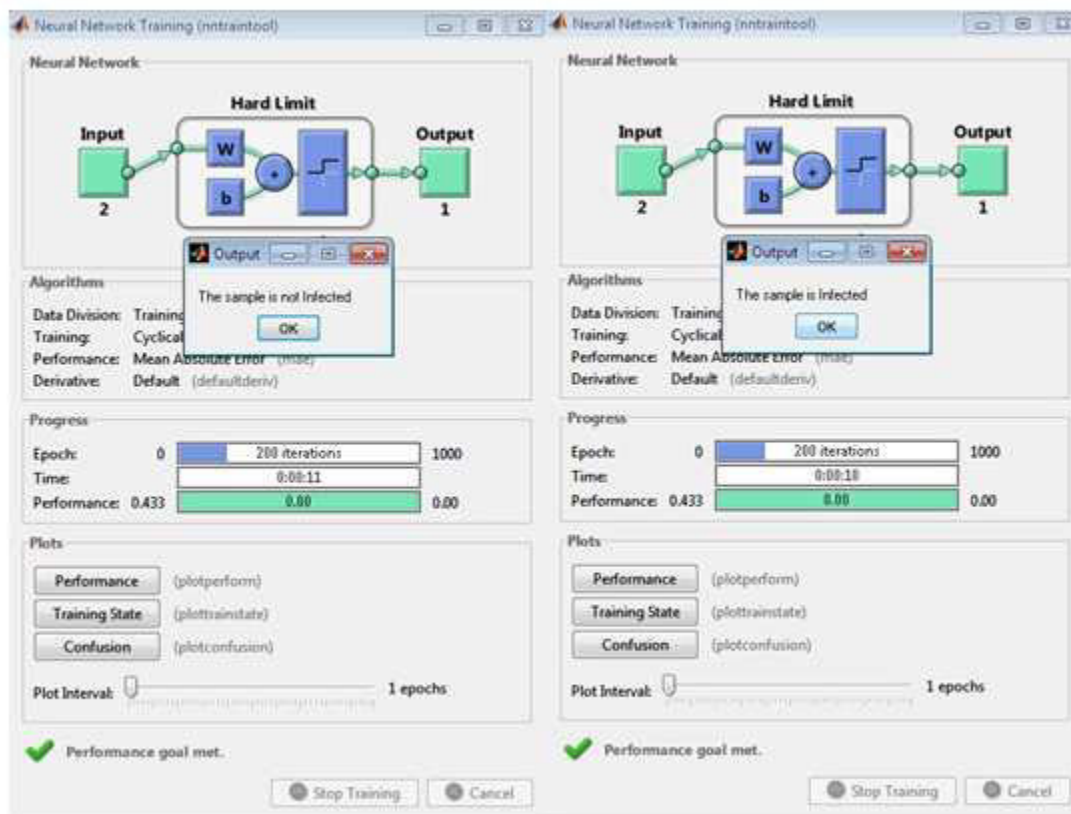 Neural Network Training (nntraintool)
Neural Network
Hard Limit
Input
W
+
b
Output
2
1
Output
The sample is not Infected
OK
Algorithms
Data Division: Training
Training: Cyclical
Performance: Mean Absolute Error (mae)
Derivative: Default (defaultderiv)
Progress
Epoch: 0 200 iterations 1000
Time: 0:00:11
Performance: 0.433 0.00 0.00
Plots
Performance (plotperform)
Training State (plottrainstate)
Confusion (plotconfusion)
Plot Interval: 1 epochs
Performance goal met.
Stop Training Cancel
Neural Network Training (nntraintool)
Neural Network
Hard Limit
Input
W
+
b
Output
2
1
Output
The sample is Infected
OK
Algorithms
Data Division: Training
Training: Cyclical
Performance: Mean Absolute Error (mae)
Derivative: Default (defaultderiv)
Progress
Epoch: 0 200 iterations 1000
Time: 0:00:10
Performance: 0.433 0.00 0.00
Plots
Performance (plotperform)
Training State (plottrainstate)
Confusion (plotconfusion)
Plot Interval: 1 epochs
Performance goal met.
Stop Training Cancel